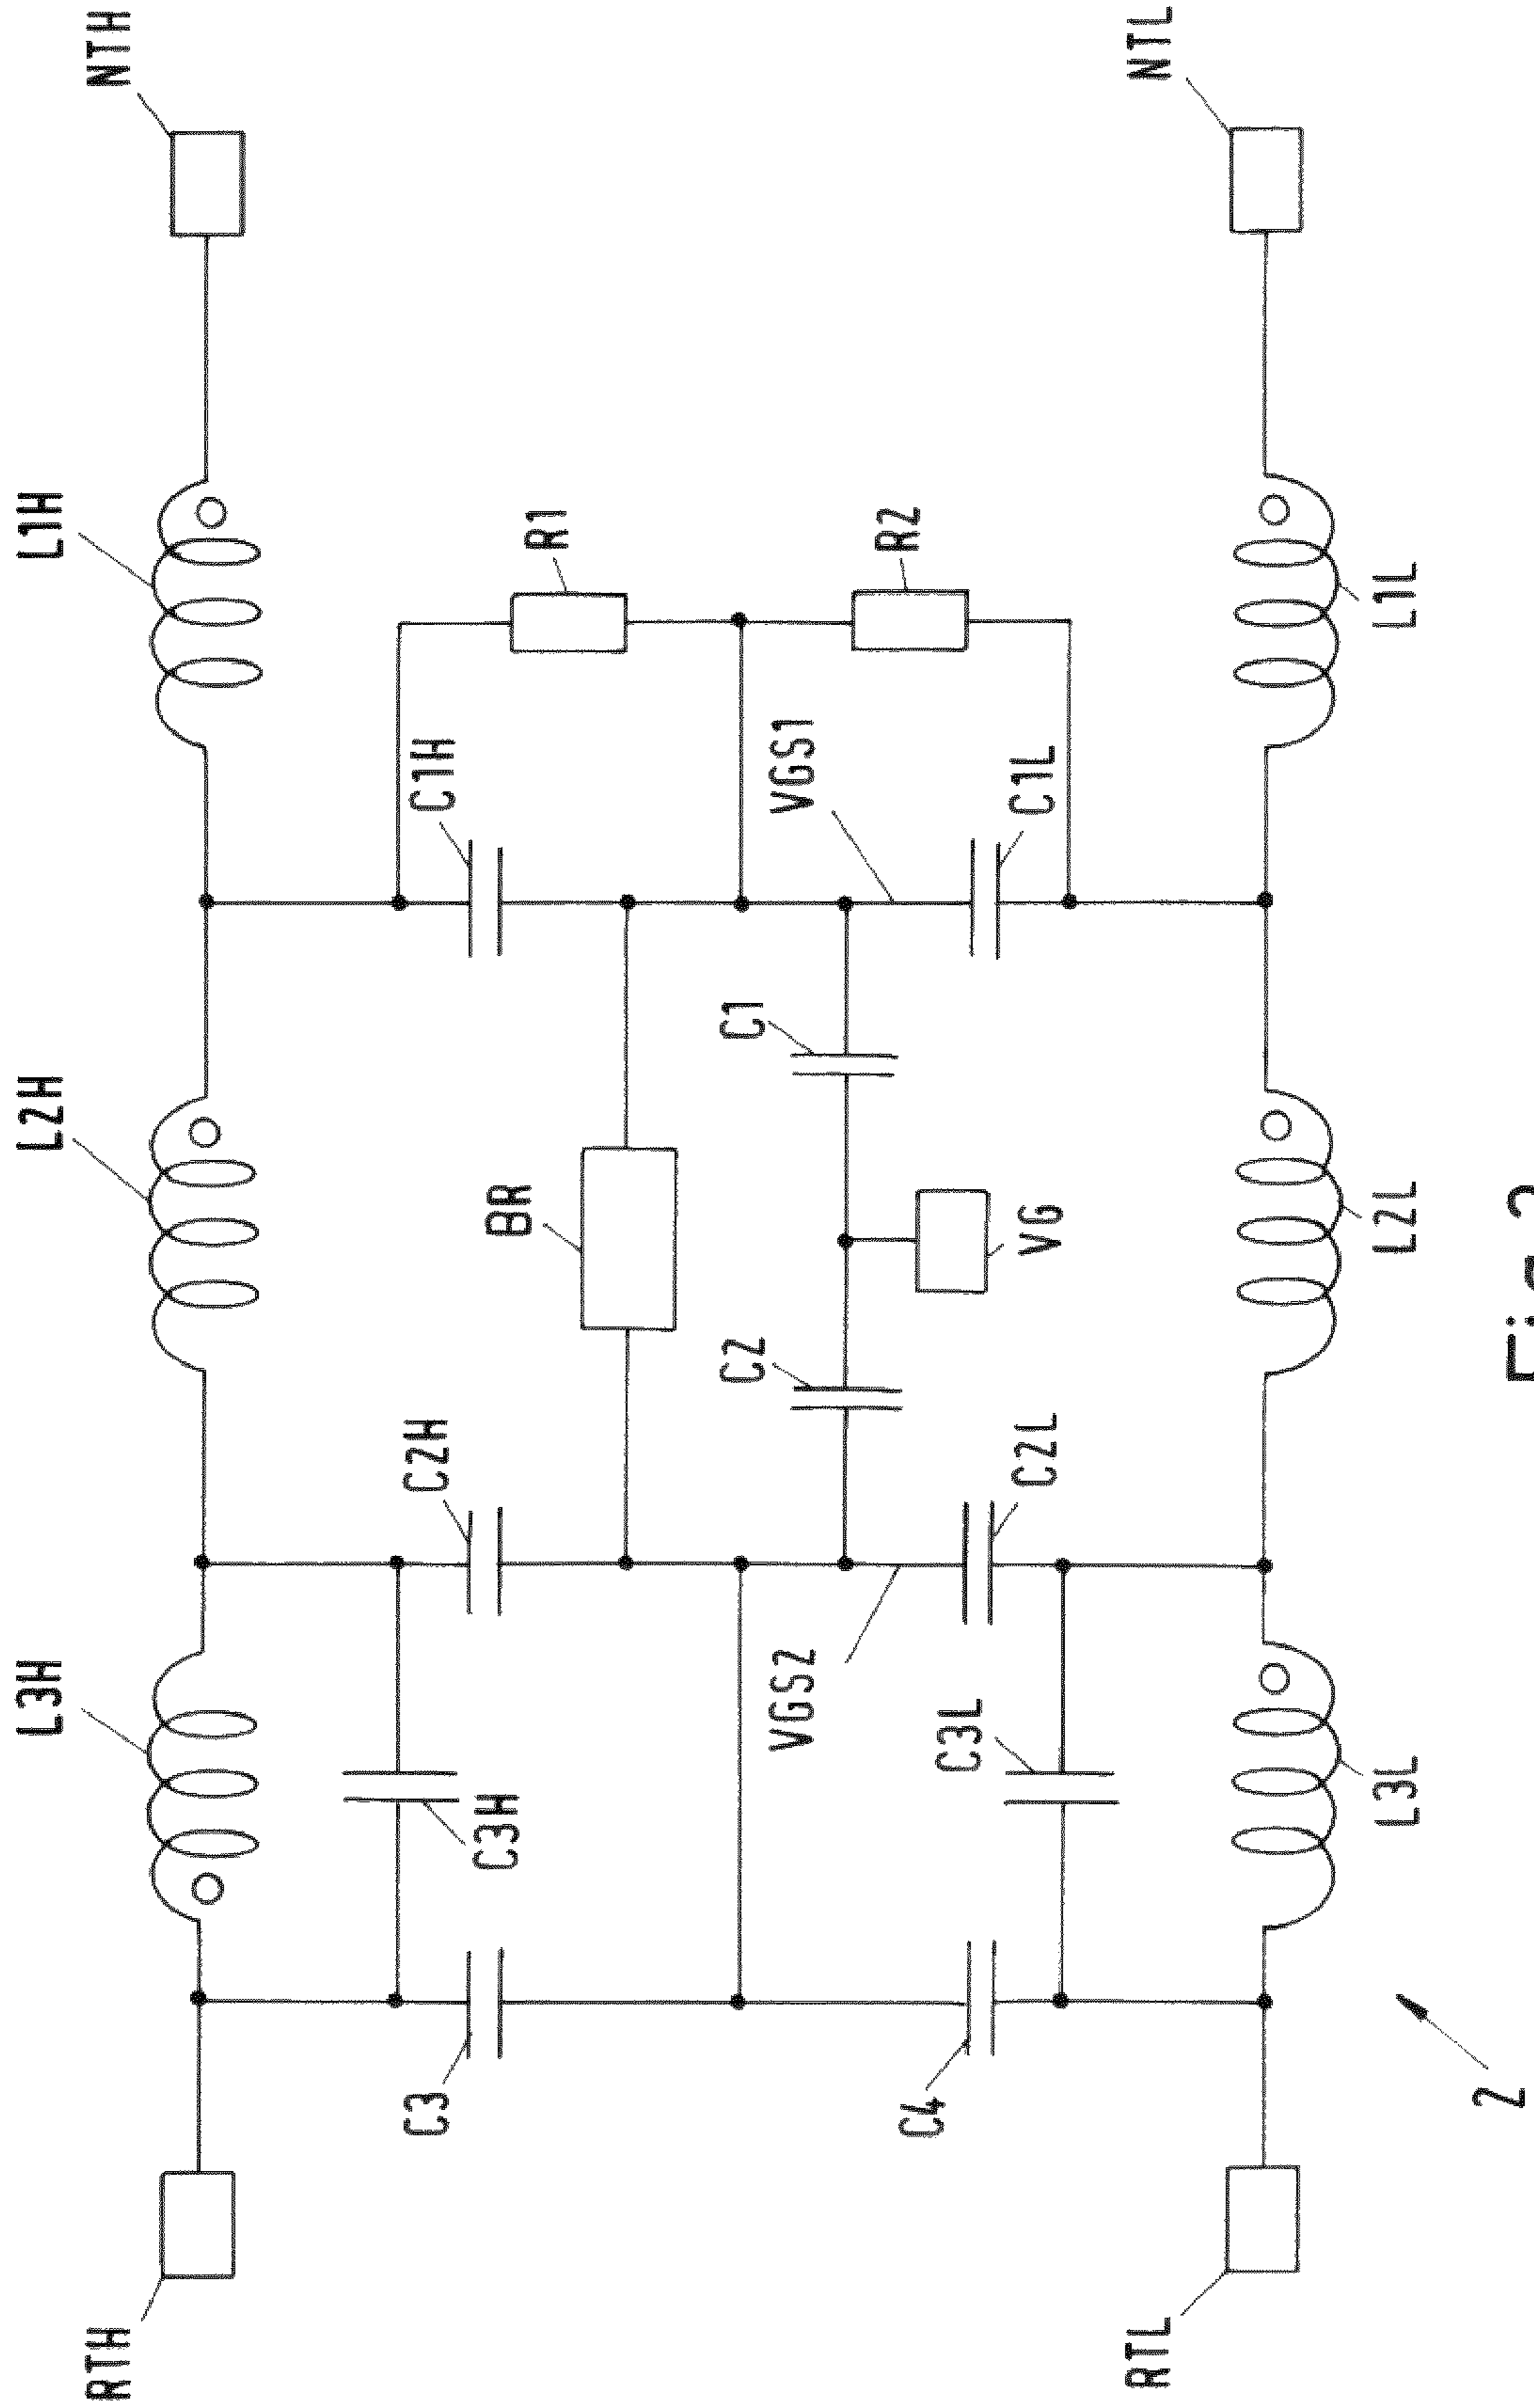 L3H
L2H
L1H
RTH
NTH
C3
C2H
C1H
C3H
BR
R1
C2
C1
VGS2
VGS1
C4
R2
C3L
C2L
VG
C1L
RTL
NTL
L3L
L2L
L1L
2
Fig